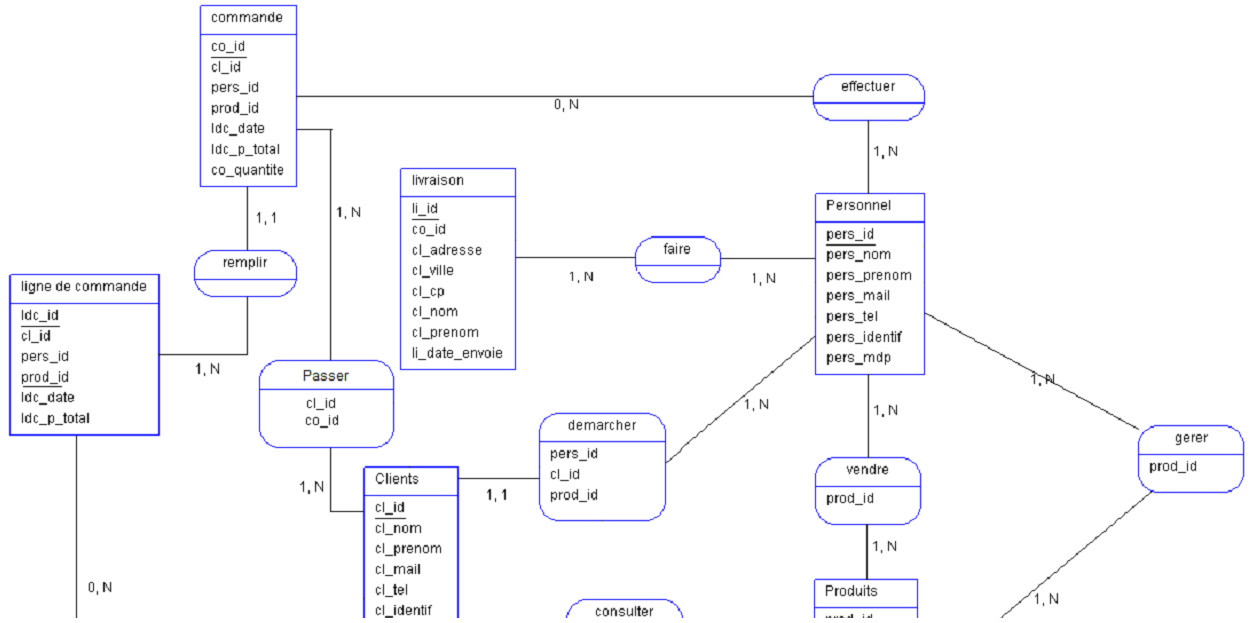 commande
co_id
cl_id
pers_id
prod_id
ldc_date
ldc_p_total
co_quantite
effectuer
0, N
1, N
livraison
li_id
co_id
cl_adresse
cl_ville
cl_cp
cl_nom
cl_prenom
li_date_envoie
Personnel
pers_id
pers_nom
pers_prenom
pers_mail
pers_tel
pers_identif
pers_mdp
1, 1
1, N
remplir
faire
1, N
1, N
ligne de commande
ldc_id
cl_id
pers_id
prod_id
ldc_date
ldc_p_total
1, N
Passer
cl_id
co_id
1, N
1, N
1, N
demarcher
pers_id
cl_id
prod_id
gerer
prod_id
vendre
prod_id
1, N
Clients
cl_id
cl_nom
cl_prenom
cl_mail
cl_tel
cl_identif
1, 1
1, N
0, N
consulter
Produits
prod_id
1, N